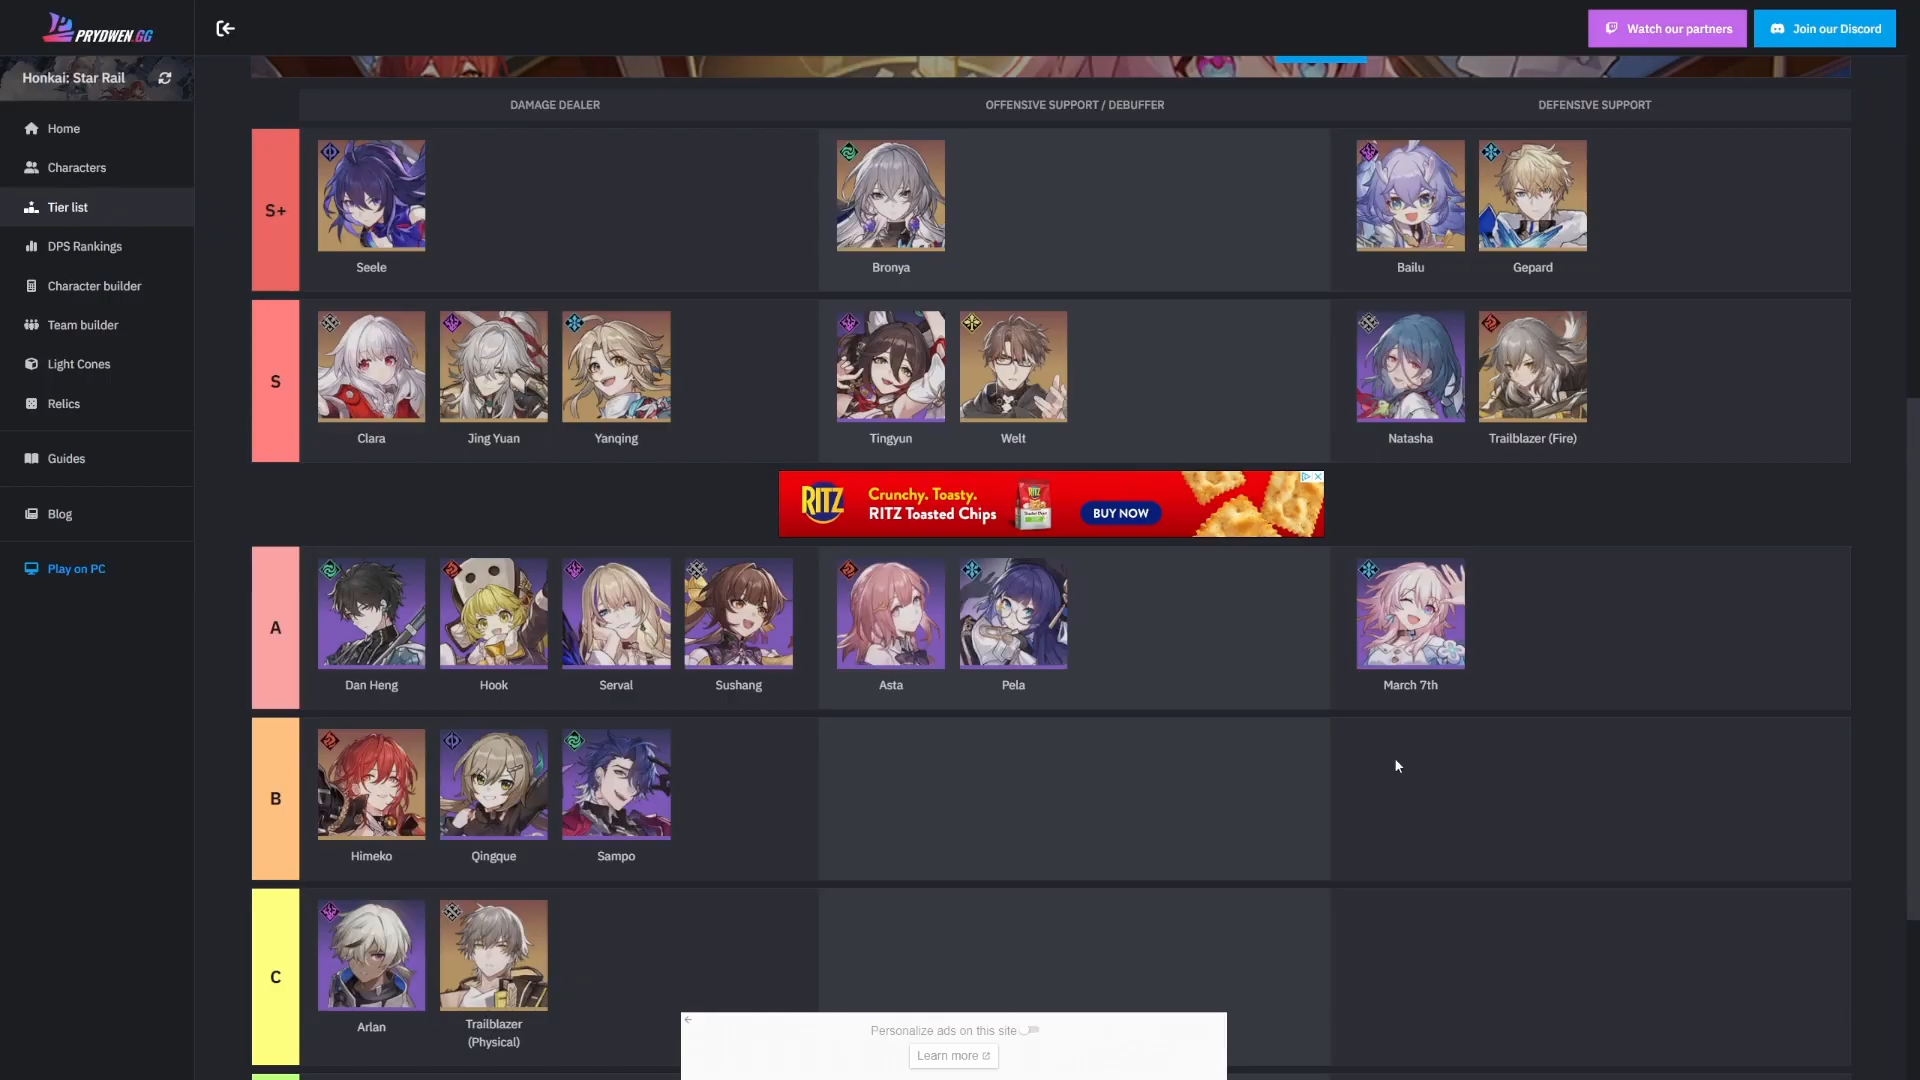 PRYDWEN.GG
Watch our partners
Join our Discord
Honkai: Star Rail
Home
Characters
Tier list
DPS Rankings
Character builder
Team builder
Light Cones
Relics
Guides
Blog
Play on PC
DAMAGE DEALER
OFFENSIVE SUPPORT / DEBUFFER
DEFENSIVE SUPPORT
S+
Seele
Bronya
Bailu
Gepard
S
Clara
Jing Yuan
Yanqing
Tingyun
Welt
Natasha
Trailblazer (Fire)
RITZ
Crunchy. Toasty.
RITZ Toasted Chips
BUY NOW
A
Dan Heng
Hook
Serval
Sushang
Asta
Pela
March 7th
B
Himeko
Qingque
Sampo
C
Arlan
Trailblazer
(Physical)
Personalize ads on this site
Learn more